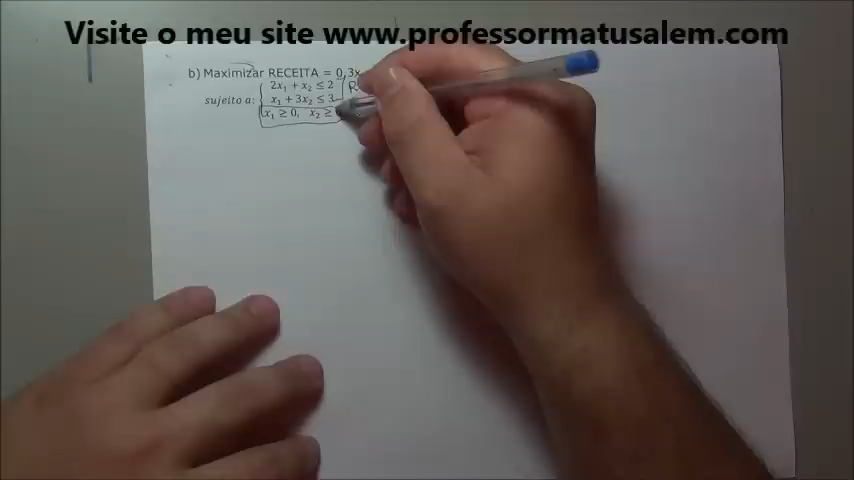 Visite o meu site www.professormatusalem.com
b) Maximizar RECEITA = 0,3x
2x₁ + x₂ ≤ 2
sujeito a: x₁ + 3x₂ ≤ 3
x₁ ≥ 0, x₂ ≥